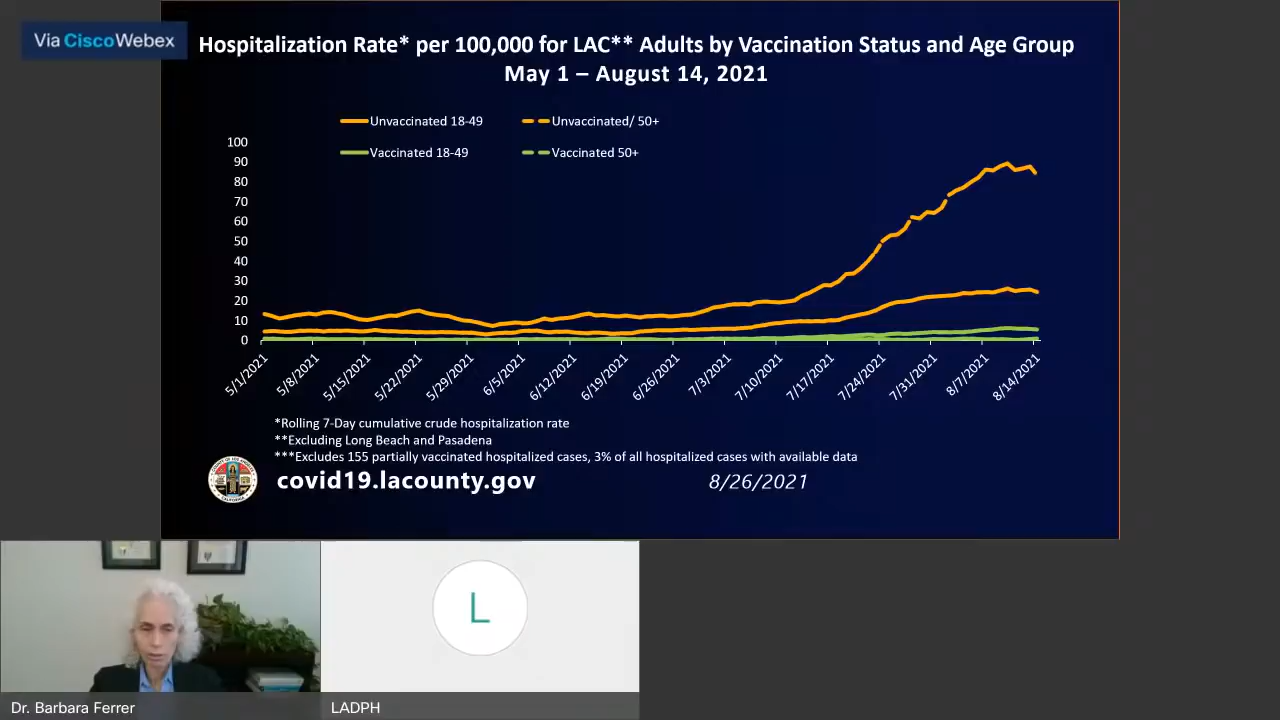 Via Cisco Webex
Hospitalization Rate* per 100,000 for LAC** Adults by Vaccination Status and Age Group
May 1 – August 14, 2021
Unvaccinated 18-49
Unvaccinated/ 50+
Vaccinated 18-49
Vaccinated 50+
100
90
80
70
60
50
40
30
20
10
0
5/1/2021
5/8/2021
5/15/2021
5/22/2021
5/29/2021
6/5/2021
6/12/2021
6/19/2021
6/26/2021
7/3/2021
7/10/2021
7/17/2021
7/24/2021
7/31/2021
8/7/2021
8/14/2021
*Rolling 7-Day cumulative crude hospitalization rate
**Excluding Long Beach and Pasadena
***Excludes 155 partially vaccinated hospitalized cases, 3% of all hospitalized cases with available data
covid19.lacounty.gov
8/26/2021
L
Dr. Barbara Ferrer
LADPH